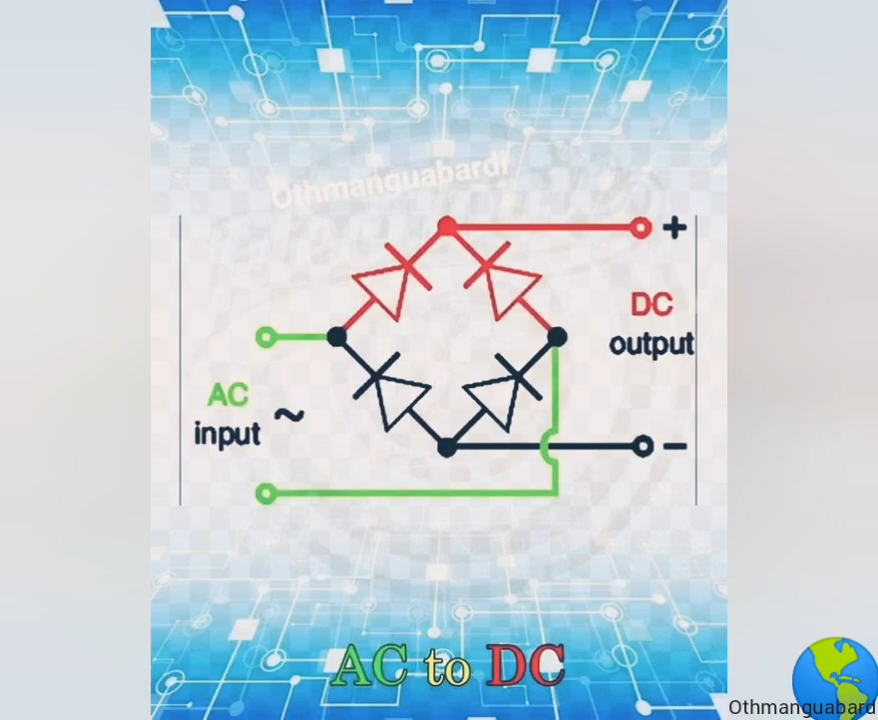 Othmanguabardi
+
DC
output
AC
input ~
−
AC to DC
Othmanguabard